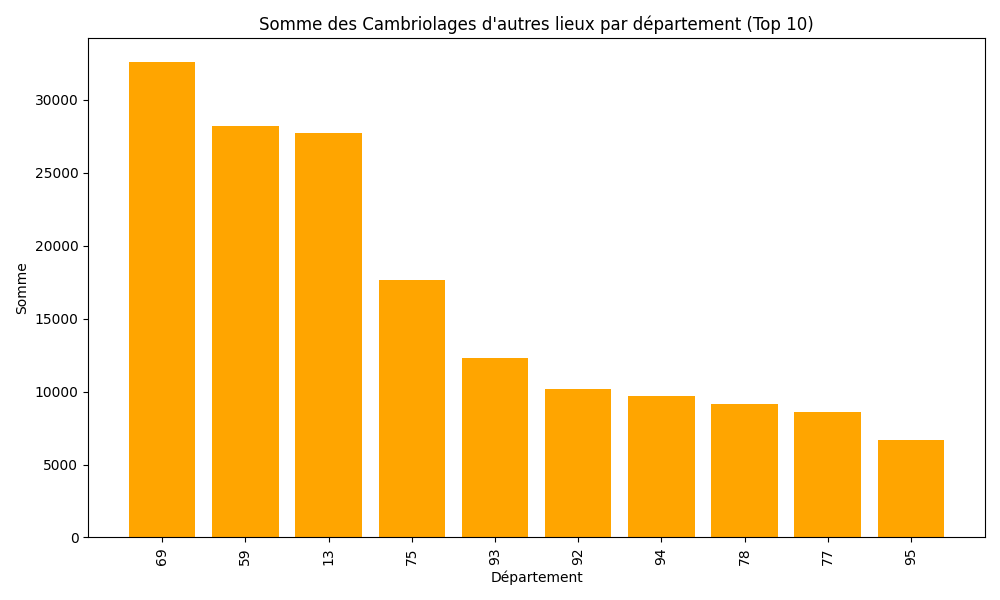 Somme des Cambriolages d'autres lieux par département (Top 10)
Somme
30000
25000
20000
15000
10000
5000
0
69 59 13 75 93 92 94 78 77 95
Département